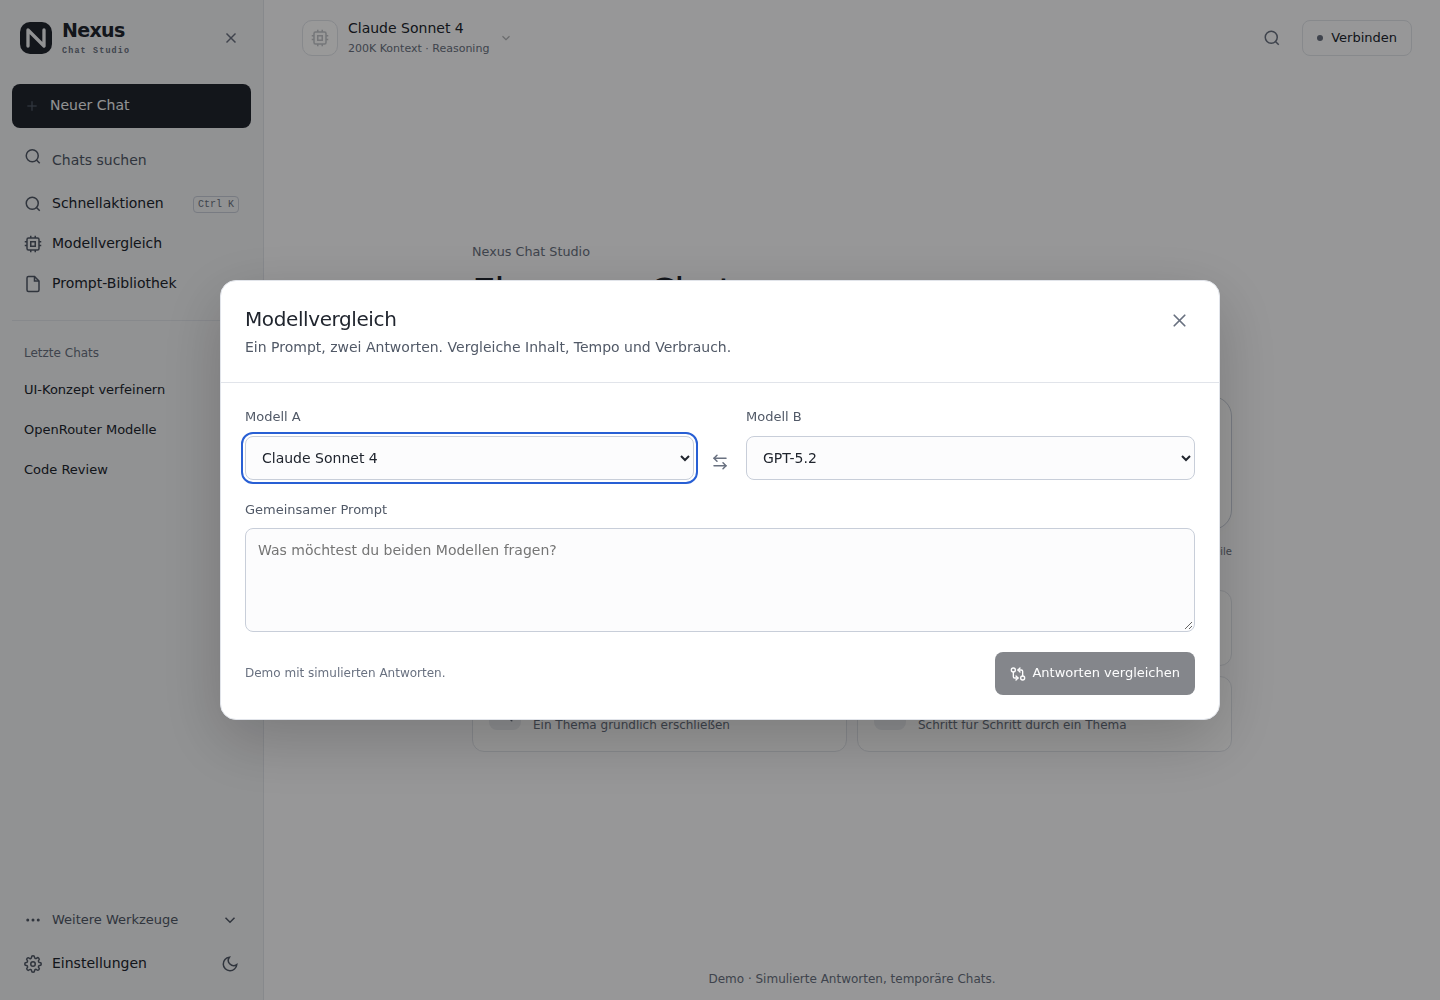 Nexus
Chat Studio
Neuer Chat
Chats suchen
Schnellaktionen
Ctrl K
Modellvergleich
Prompt-Bibliothek
Letzte Chats
UI-Konzept verfeinern
OpenRouter Modelle
Code Review
Weitere Werkzeuge
Einstellungen
Claude Sonnet 4
200K Kontext · Reasoning
Verbinden
Nexus Chat Studio
Modellvergleich
Ein Prompt, zwei Antworten. Vergleiche Inhalt, Tempo und Verbrauch.
Modell A
Modell B
Claude Sonnet 4
GPT-5.2
Gemeinsamer Prompt
Was möchtest du beiden Modellen fragen?
Demo mit simulierten Antworten.
Antworten vergleichen
Ein Thema gründlich erschließen
Schritt für Schritt durch ein Thema
Demo · Simulierte Antworten, temporäre Chats.